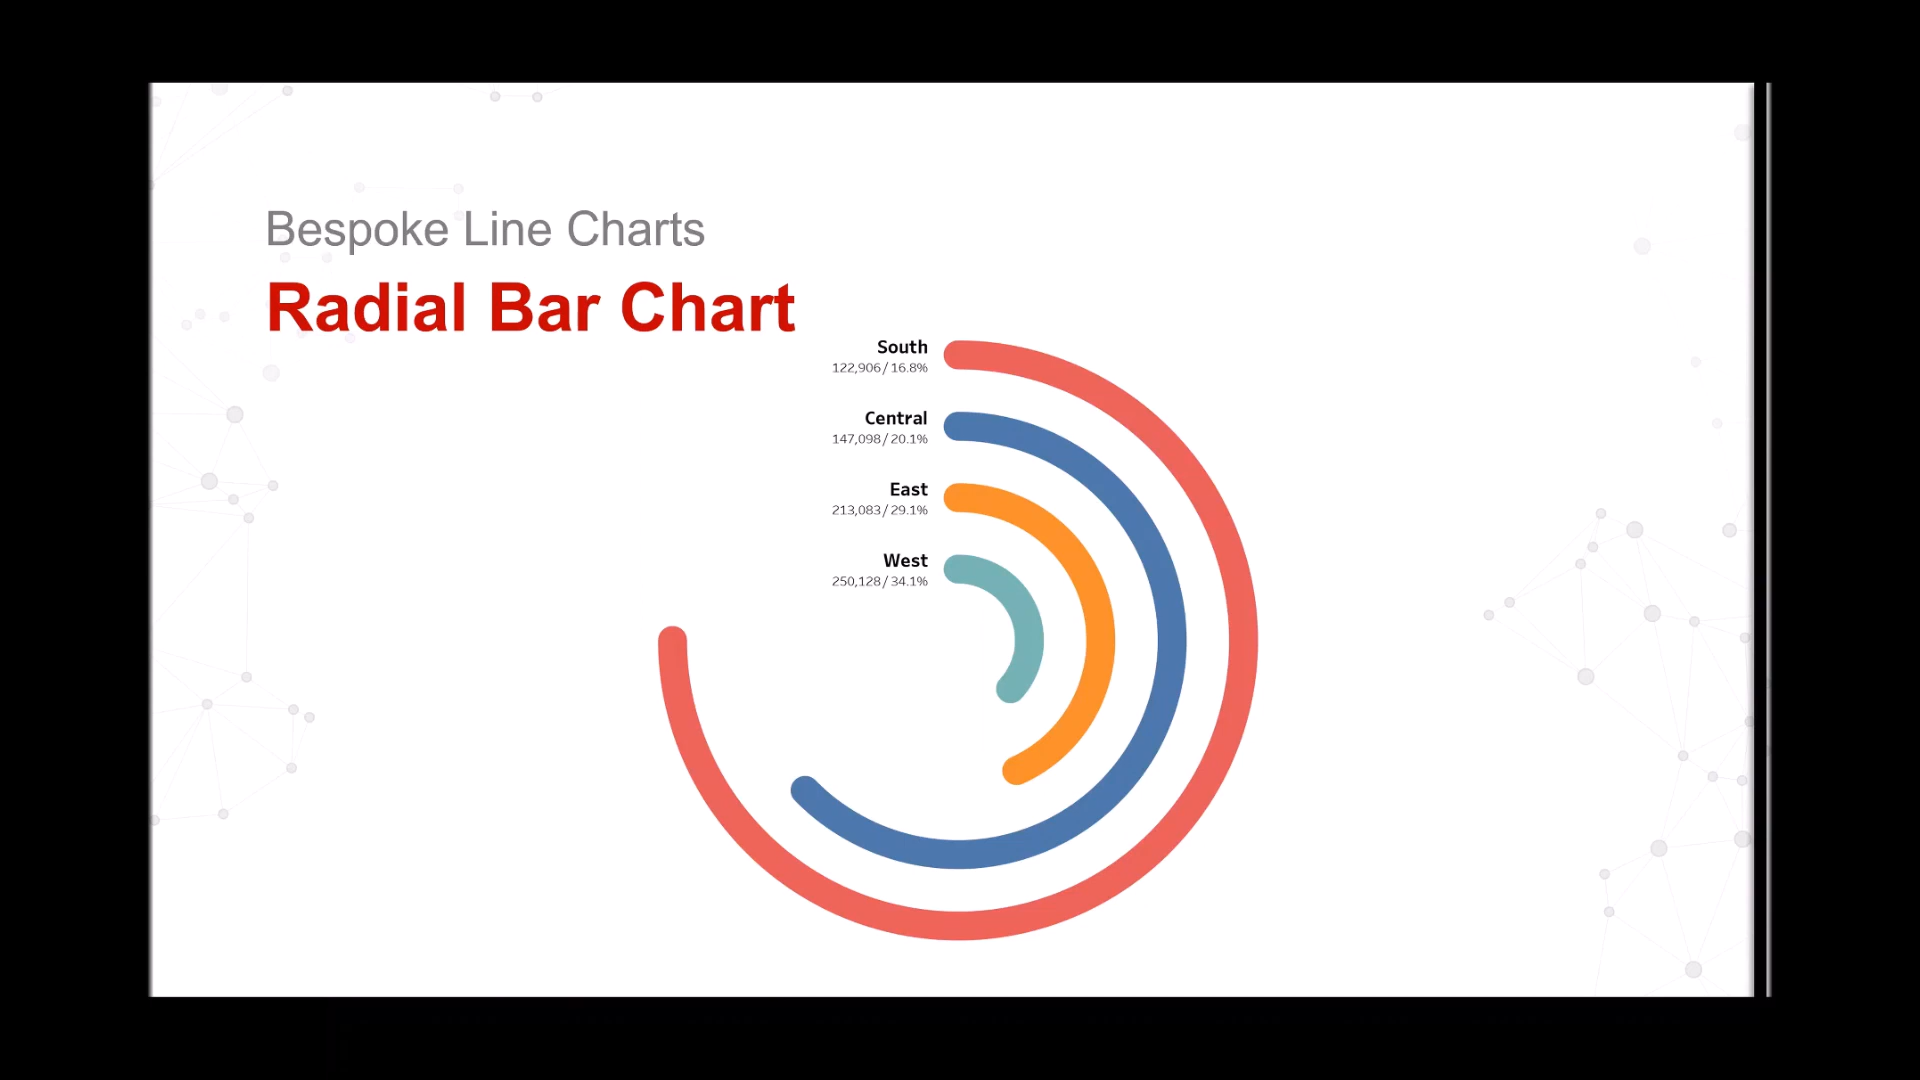 Bespoke Line Charts
Radial Bar Chart
South
122,906 / 16.8%
Central
147,098 / 20.1%
East
213,083 / 29.1%
West
250,128 / 34.1%